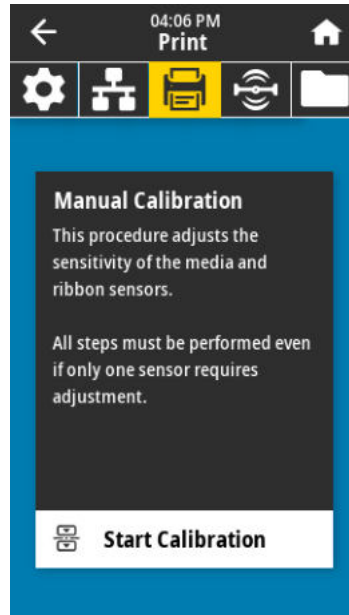 04:06 PM
Print
Manual Calibration
This procedure adjusts the
sensitivity of the media and
ribbon sensors.
All steps must be performed even
if only one sensor requires
adjustment.
Start Calibration